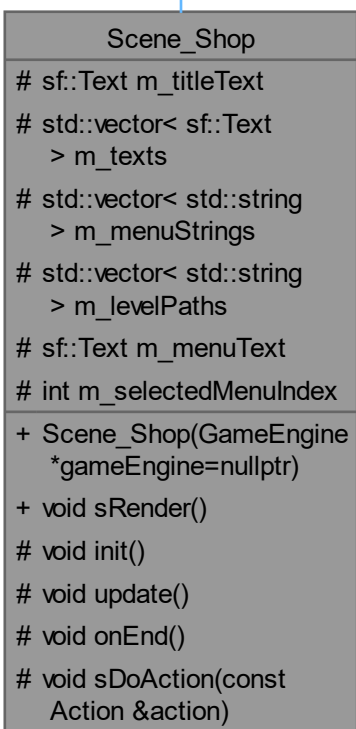 Scene_Shop
# sf::Text m_titleText
# std::vector< sf::Text
> m_texts
# std::vector< std::string
> m_menuStrings
# std::vector< std::string
> m_levelPaths
# sf::Text m_menuText
# int m_selectedMenuIndex
+ Scene_Shop(GameEngine
*gameEngine=nullptr)
+ void sRender()
# void init()
# void update()
# void onEnd()
# void sDoAction(const
Action &action)